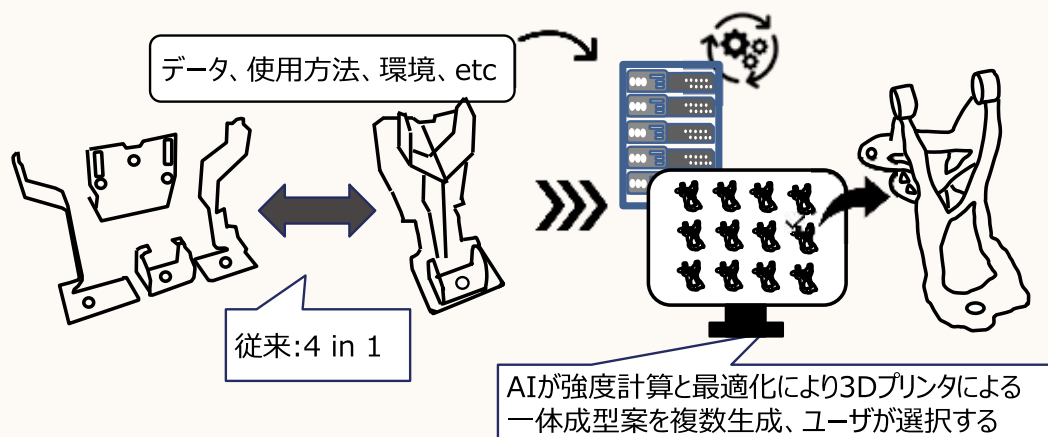 データ、使用方法、環境、etc
従来:4 in 1
AIが強度計算と最適化により3Dプリンタによる
一体成型案を複数生成、ユーザが選択する